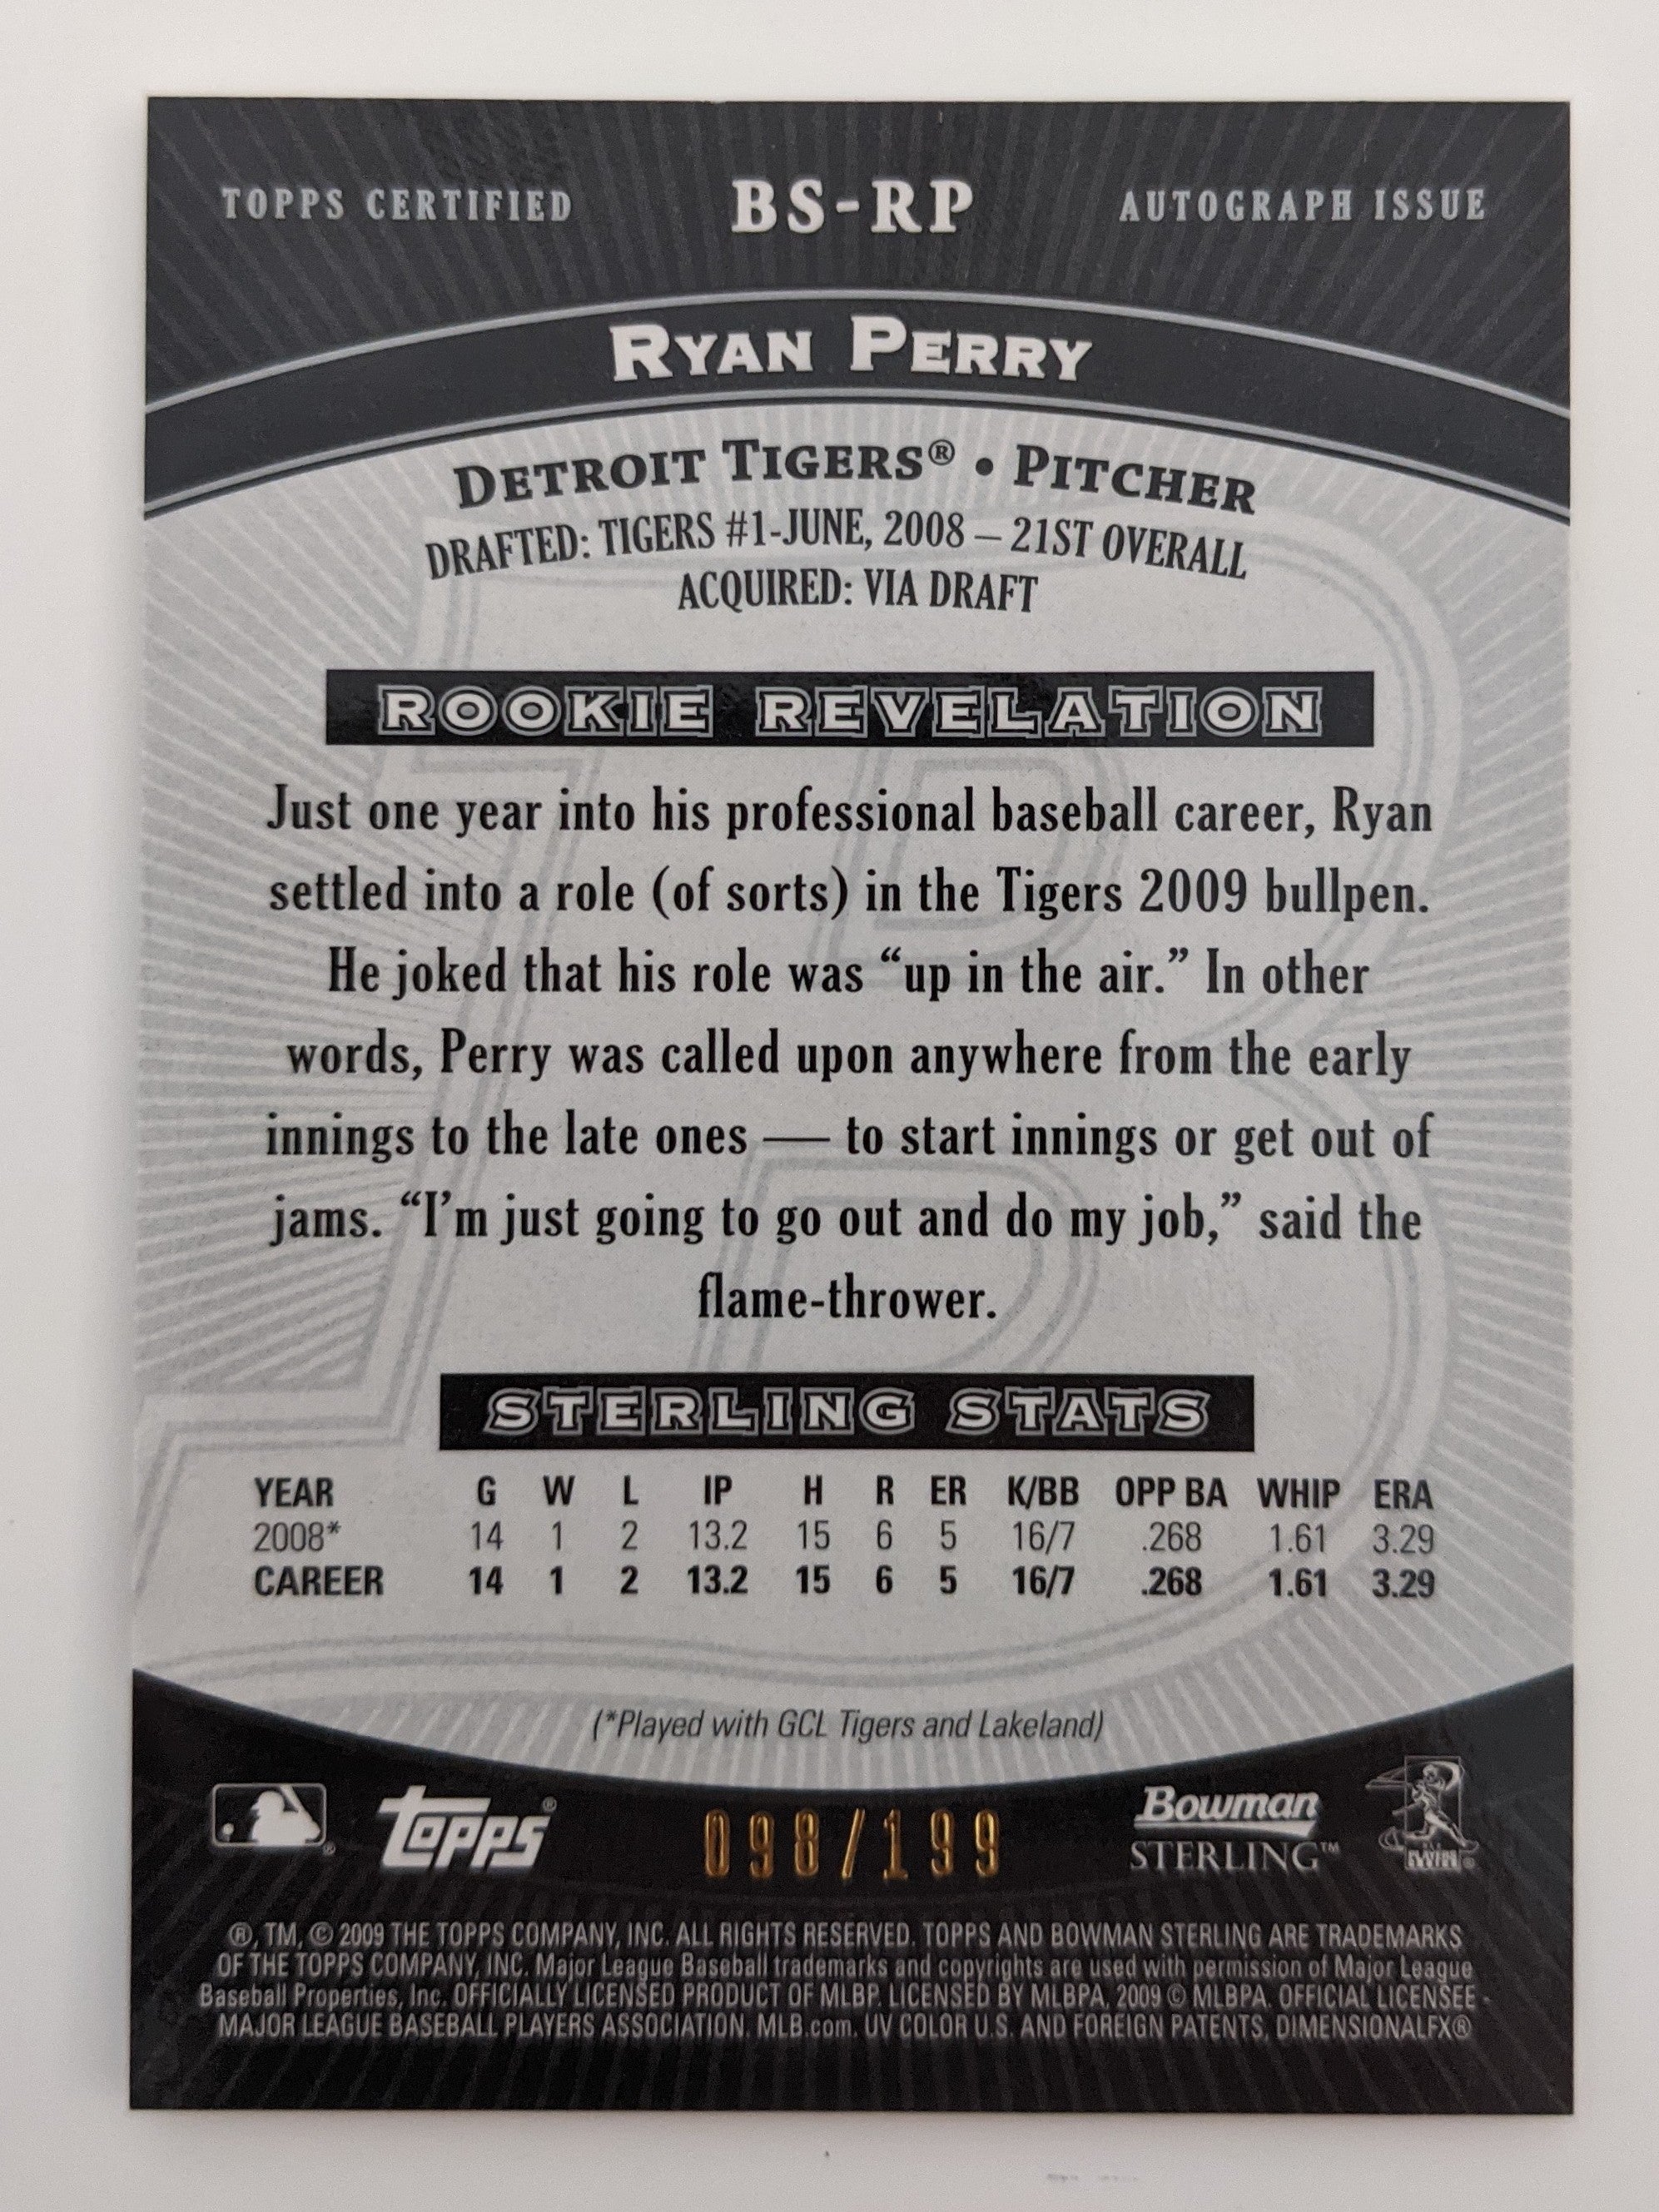 TOPPS CERTIFIED BS-RP AUTOGRAPH ISSUE
RYAN PERRY
DETROIT TIGERS® • PITCHER
DRAFTED: TIGERS #1-JUNE, 2008 – 21ST OVERALL
ACQUIRED: VIA DRAFT
ROOKIE REVELATION
Just one year into his professional baseball career, Ryan
settled into a role (of sorts) in the Tigers 2009 bullpen.
He joked that his role was “up in the air.” In other
words, Perry was called upon anywhere from the early
innings to the late ones — to start innings or get out of
jams. “I’m just going to go out and do my job,” said the
flame-thrower.
STERLING STATS
YEAR G W L IP H R ER K/BB OPP BA WHIP ERA
2008* 14 1 2 13.2 15 6 5 16/7 .268 1.61 3.29
CAREER 14 1 2 13.2 15 6 5 16/7 .268 1.61 3.29
(*Played with GCL Tigers and Lakeland)
Topps® 098/199 Bowman
STERLING™
®, TM, © 2009 THE TOPPS COMPANY, INC. ALL RIGHTS RESERVED. TOPPS AND BOWMAN STERLING ARE TRADEMARKS
OF THE TOPPS COMPANY, INC. Major League Baseball trademarks and copyrights are used with permission of Major League
Baseball Properties, Inc. OFFICIALLY LICENSED PRODUCT OF MLBP. LICENSED BY MLBPA, 2009 © MLBPA. OFFICIAL LICENSEE -
MAJOR LEAGUE BASEBALL PLAYERS ASSOCIATION. MLB.com. UV COLOR U.S. AND FOREIGN PATENTS, DIMENSIONALFX®